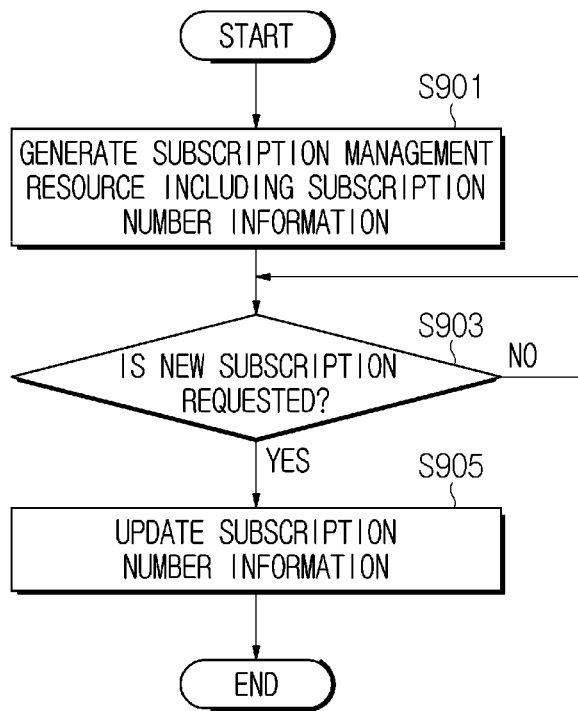 START
S901
GENERATE SUBSCRIPTION MANAGEMENT
RESOURCE INCLUDING SUBSCRIPTION
NUMBER INFORMATION
S903
IS NEW SUBSCRIPTION
REQUESTED?
NO
YES
S905
UPDATE SUBSCRIPTION
NUMBER INFORMATION
END